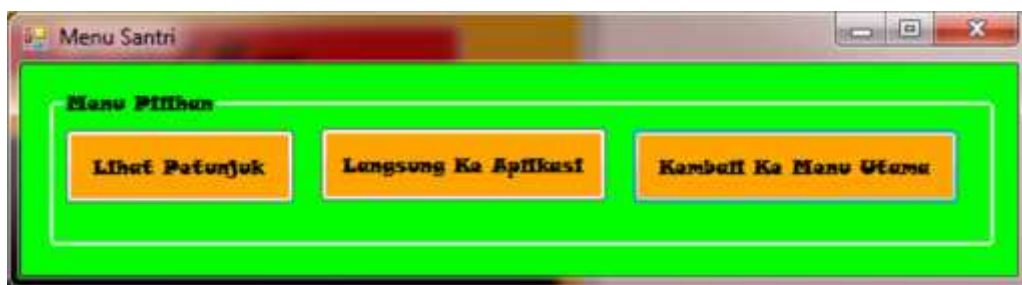 Menu Santri
Menu Pilihan
Lihat Petunjuk
Langsung Ke Aplikasi
Kembali Ke Menu Utama